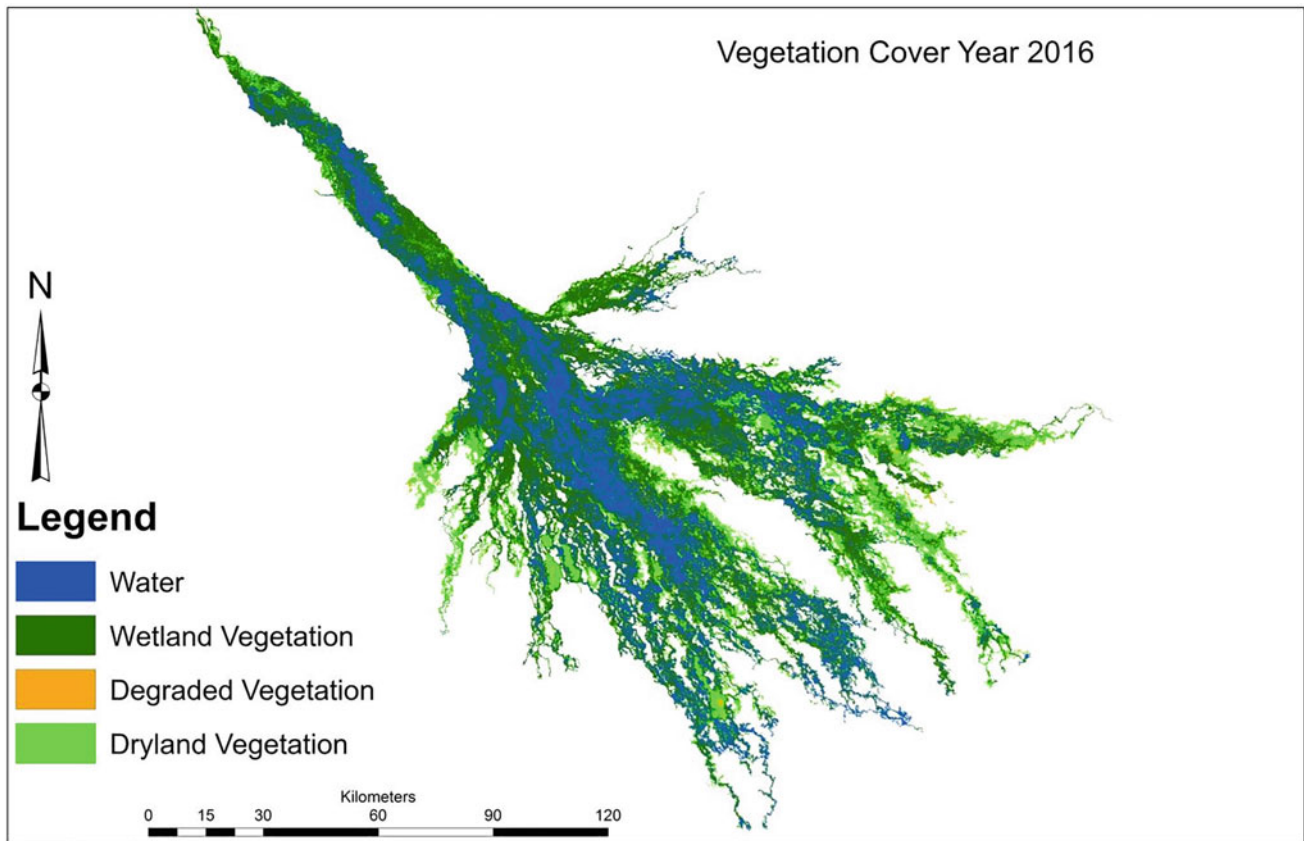 Vegetation Cover Year 2016
N
Legend
Water
Wetland Vegetation
Degraded Vegetation
Dryland Vegetation
Kilometers
0 15 30 60 90 120